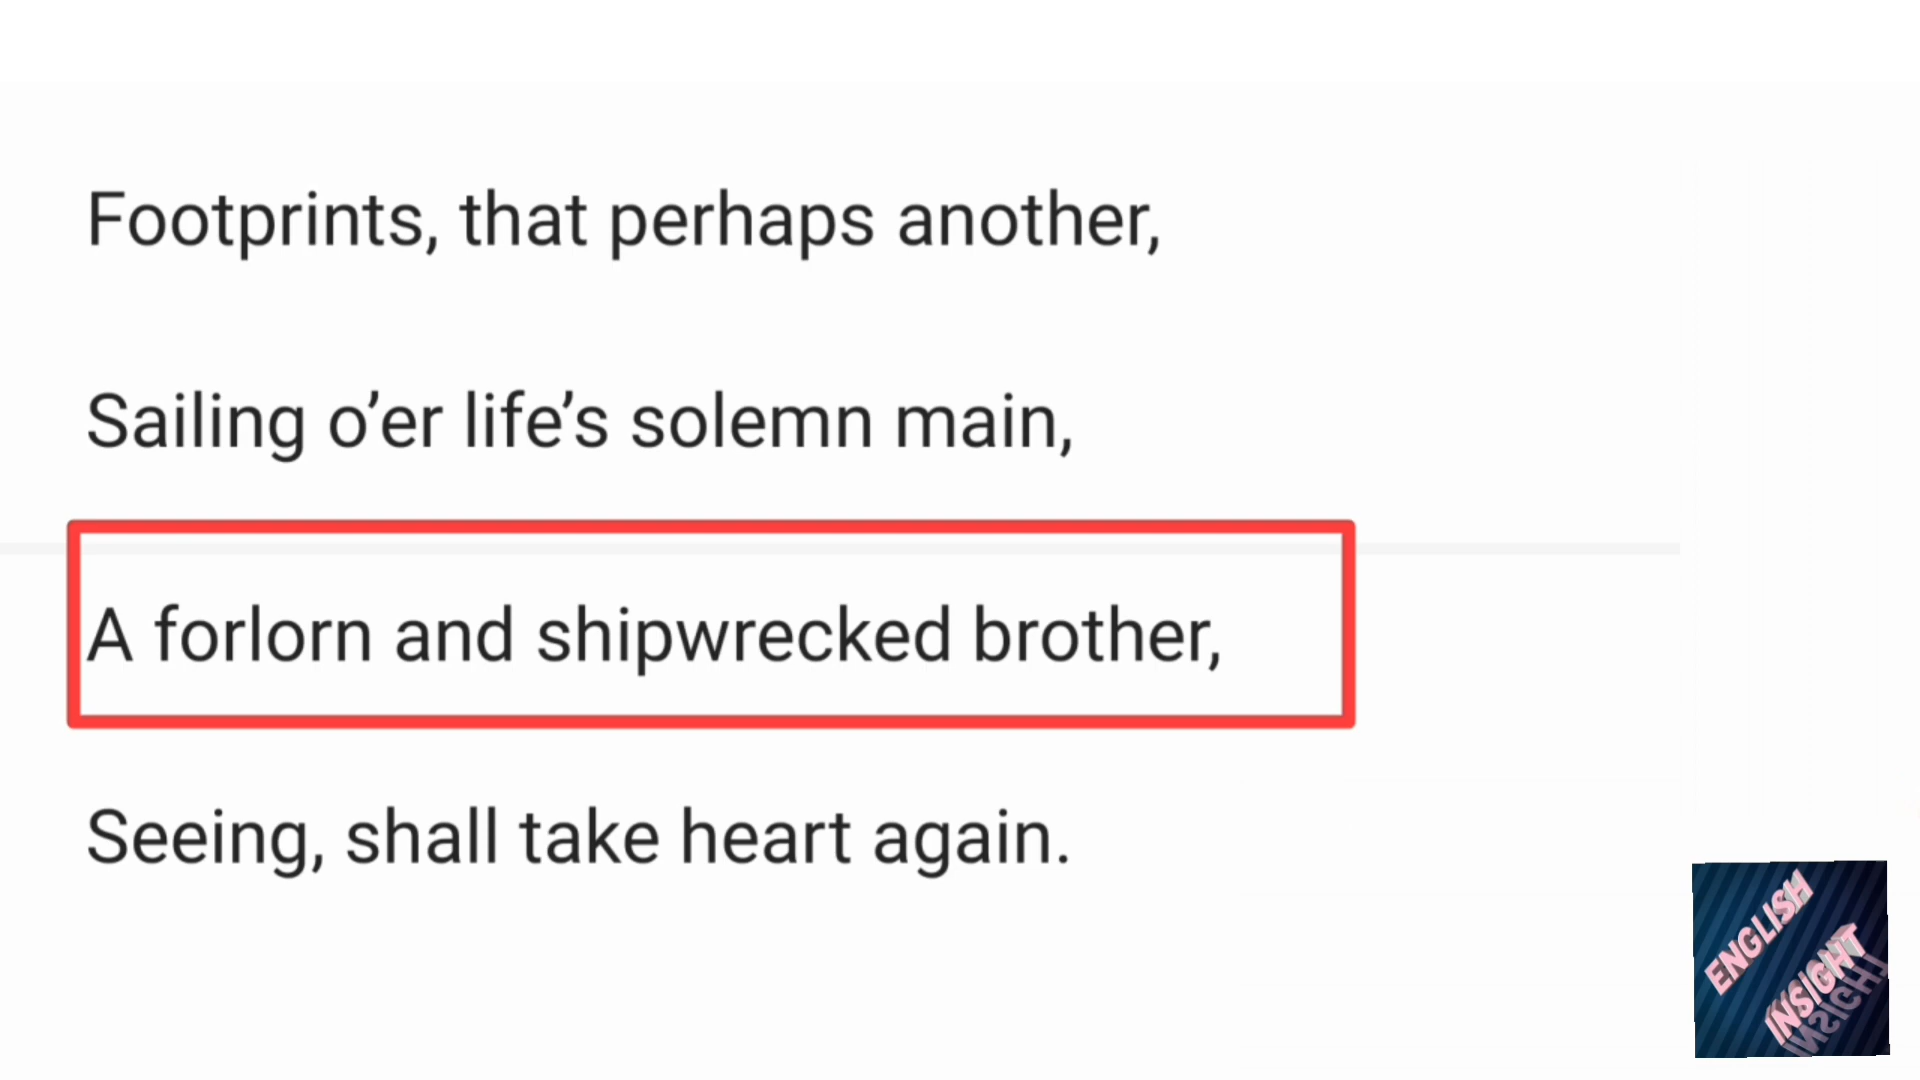 Footprints, that perhaps another,
Sailing o’er life’s solemn main,
A forlorn and shipwrecked brother,
Seeing, shall take heart again.
ENGLISH
INSIGHT